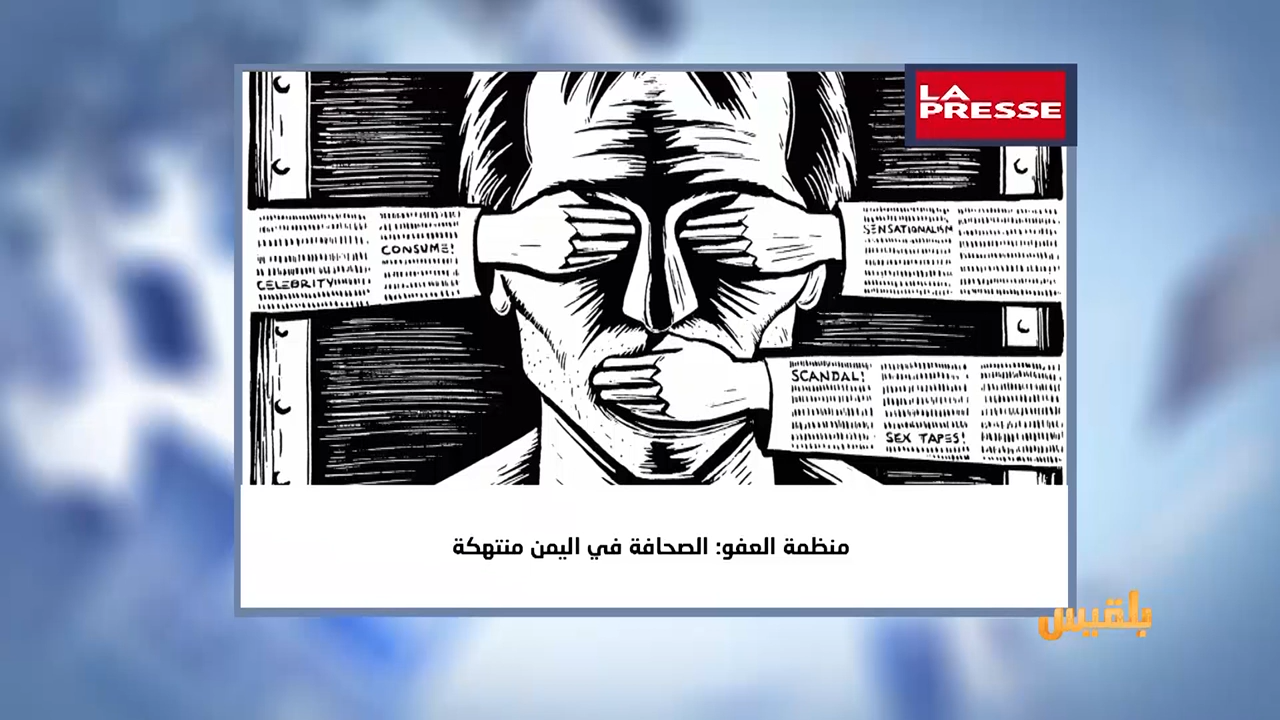 LA
PRESSE
CONSUME!
CELEBRITY
SENSATIONALISM
SCANDAL!
SEX TAPES!
منظمة العفو: الصحافة في اليمن منتهكة
بلقيس